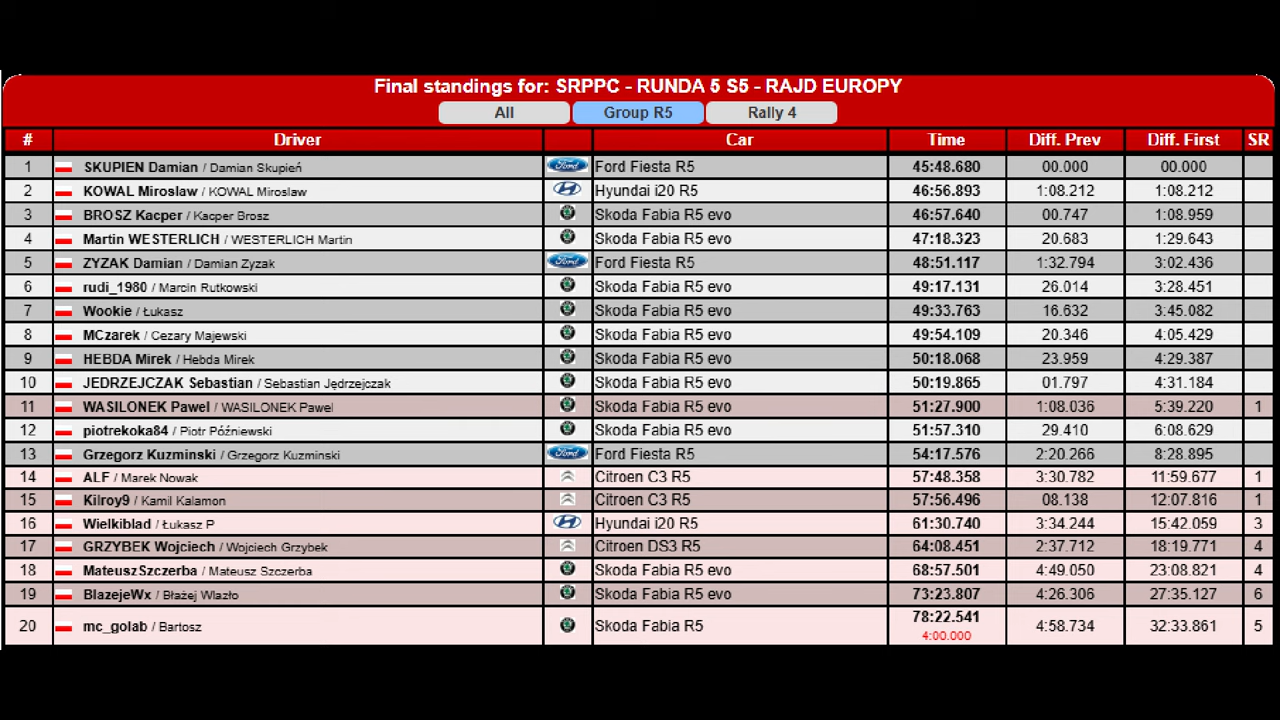 Final standings for: SRPPC - RUNDA 5 S5 - RAJD EUROPY
All Group R5 Rally 4
# Driver Car Time Diff. Prev Diff. First SR
1 SKUPIEN Damian / Damian Skupień Ford Ford Fiesta R5 45:48.680 00.000 00.000
2 KOWAL Miroslaw / KOWAL Miroslaw Hyundai i20 R5 46:56.893 1:08.212 1:08.212
3 BROSZ Kacper / Kacper Brosz Skoda Fabia R5 evo 46:57.640 00.747 1:08.959
4 Martin WESTERLICH / WESTERLICH Martin Skoda Fabia R5 evo 47:18.323 20.683 1:29.643
5 ZYZAK Damian / Damian Zyzak Ford Ford Fiesta R5 48:51.117 1:32.794 3:02.436
6 rudi_1980 / Marcin Rutkowski Skoda Fabia R5 evo 49:17.131 26.014 3:28.451
7 Wookie / Łukasz Skoda Fabia R5 evo 49:33.763 16.632 3:45.082
8 MCzarek / Cezary Majewski Skoda Fabia R5 evo 49:54.109 20.346 4:05.429
9 HEBDA Mirek / Hebda Mirek Skoda Fabia R5 evo 50:18.068 23.959 4:29.387
10 JEDRZEJCZAK Sebastian / Sebastian Jędrzejczak Skoda Fabia R5 evo 50:19.865 01.797 4:31.184
11 WASILONEK Pawel / WASILONEK Pawel Skoda Fabia R5 evo 51:27.900 1:08.036 5:39.220 1
12 piotrekoka84 / Piotr Późniewski Skoda Fabia R5 evo 51:57.310 29.410 6:08.629
13 Grzegorz Kuzminski / Grzegorz Kuzminski Ford Ford Fiesta R5 54:17.576 2:20.266 8:28.895
14 ALF / Marek Nowak Citroen C3 R5 57:48.358 3:30.782 11:59.677 1
15 Kilroy9 / Kamil Kalamon Citroen C3 R5 57:56.496 08.138 12:07.816 1
16 Wielkiblad / Łukasz P Hyundai i20 R5 61:30.740 3:34.244 15:42.059 3
17 GRZYBEK Wojciech / Wojciech Grzybek Citroen DS3 R5 64:08.451 2:37.712 18:19.771 4
18 MateuszSzczerba / Mateusz Szczerba Skoda Fabia R5 evo 68:57.501 4:49.050 23:08.821 4
19 BlazejeWx / Błażej Wlazło Skoda Fabia R5 evo 73:23.807 4:26.306 27:35.127 6
20 mc_golab / Bartosz Skoda Fabia R5 78:22.541 4:58.734 32:33.861 5
4:00.000